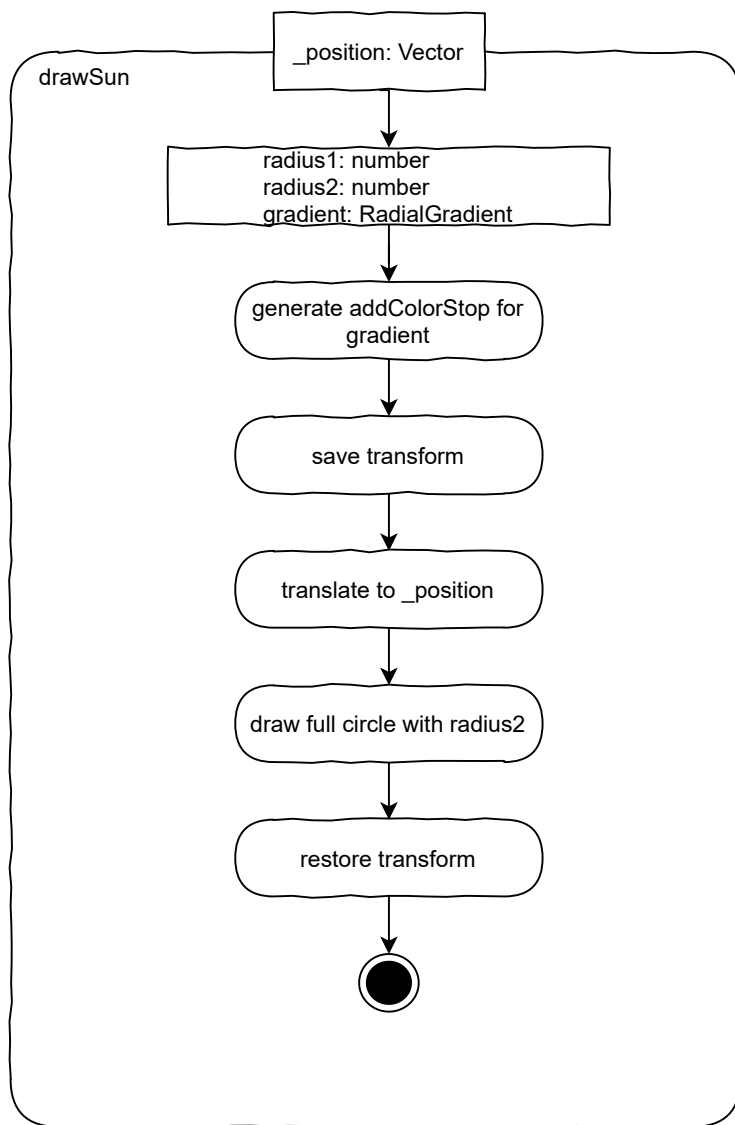 _position: Vector
drawSun
radius1: number
radius2: number
gradient: RadialGradient
generate addColorStop for
gradient
save transform
translate to _position
draw full circle with radius2
restore transform